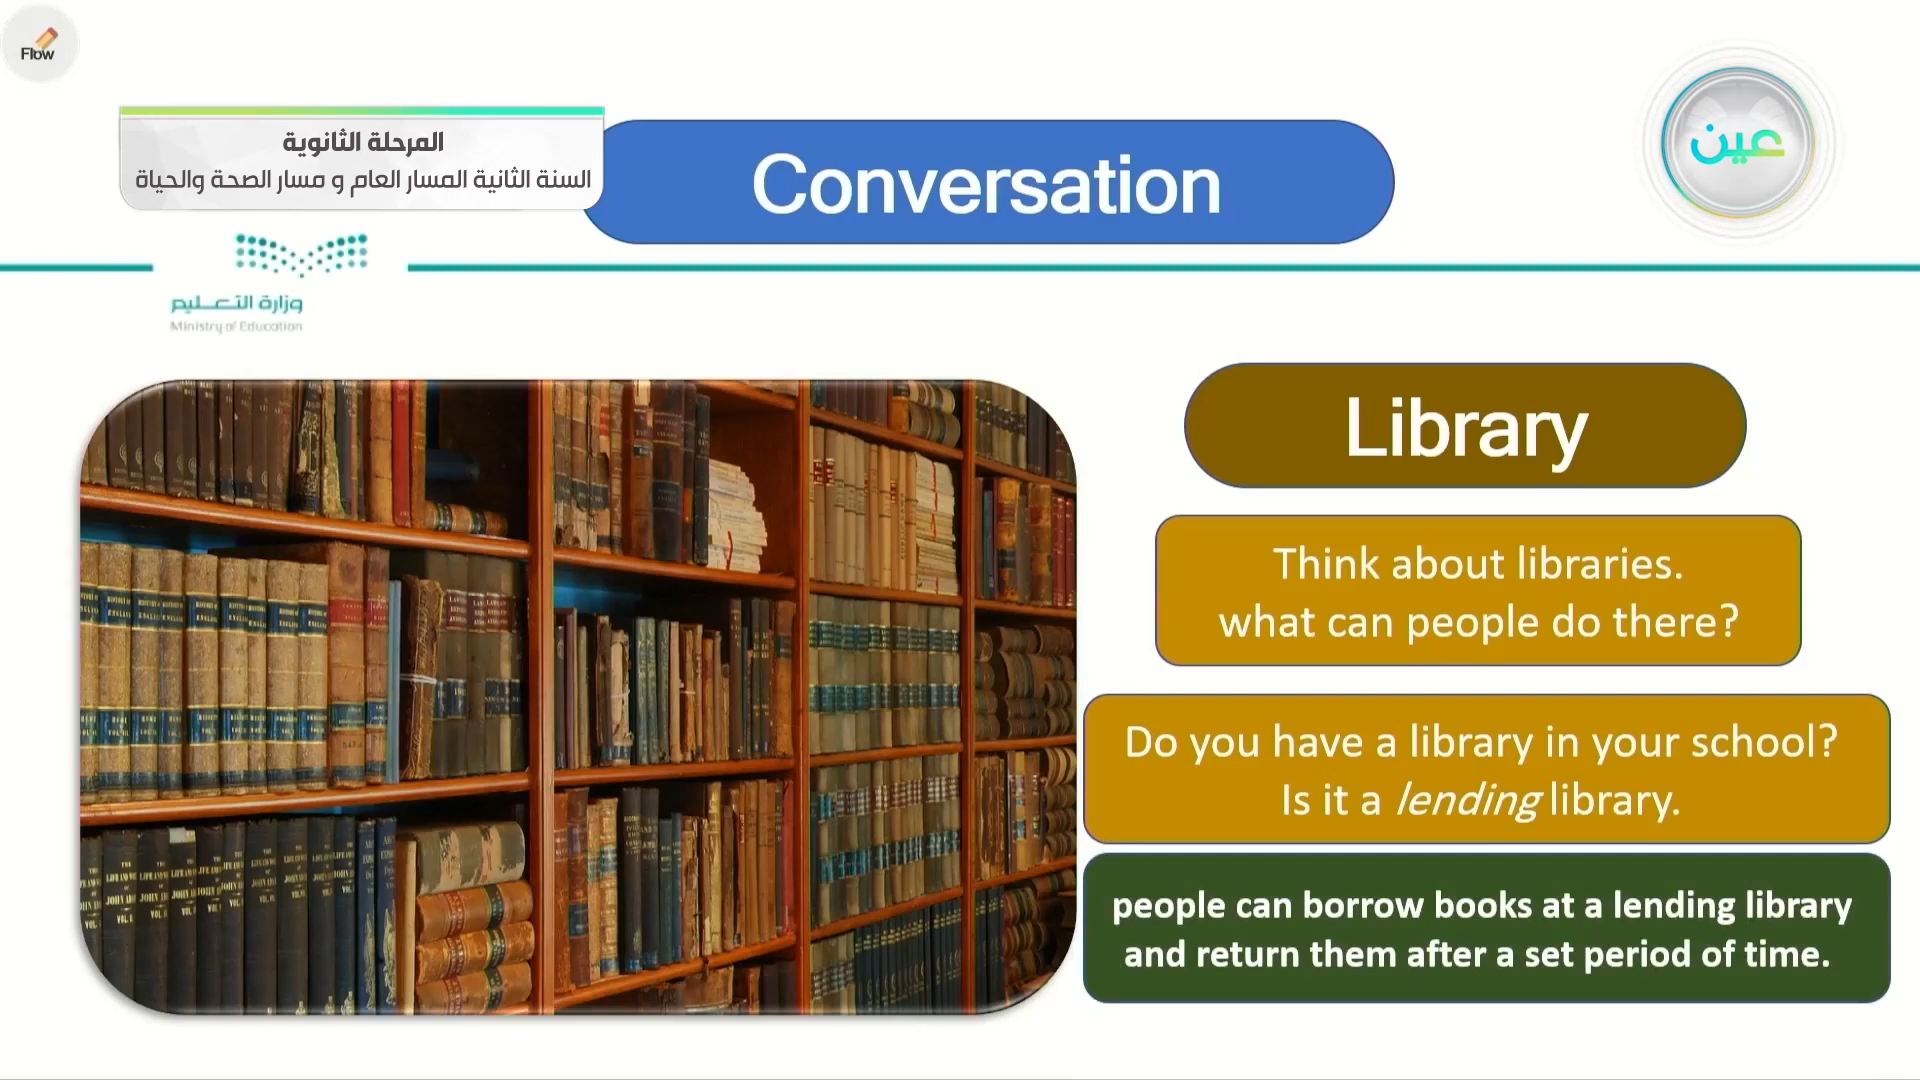 Flow
المرحلة الثانوية
السنة الثانية المسار العام و مسار الصحة والحياة
Conversation
عين
وزارة التعليم
Ministry of Education
Library
Think about libraries.
what can people do there?
Do you have a library in your school?
Is it a lending library.
people can borrow books at a lending library
and return them after a set period of time.